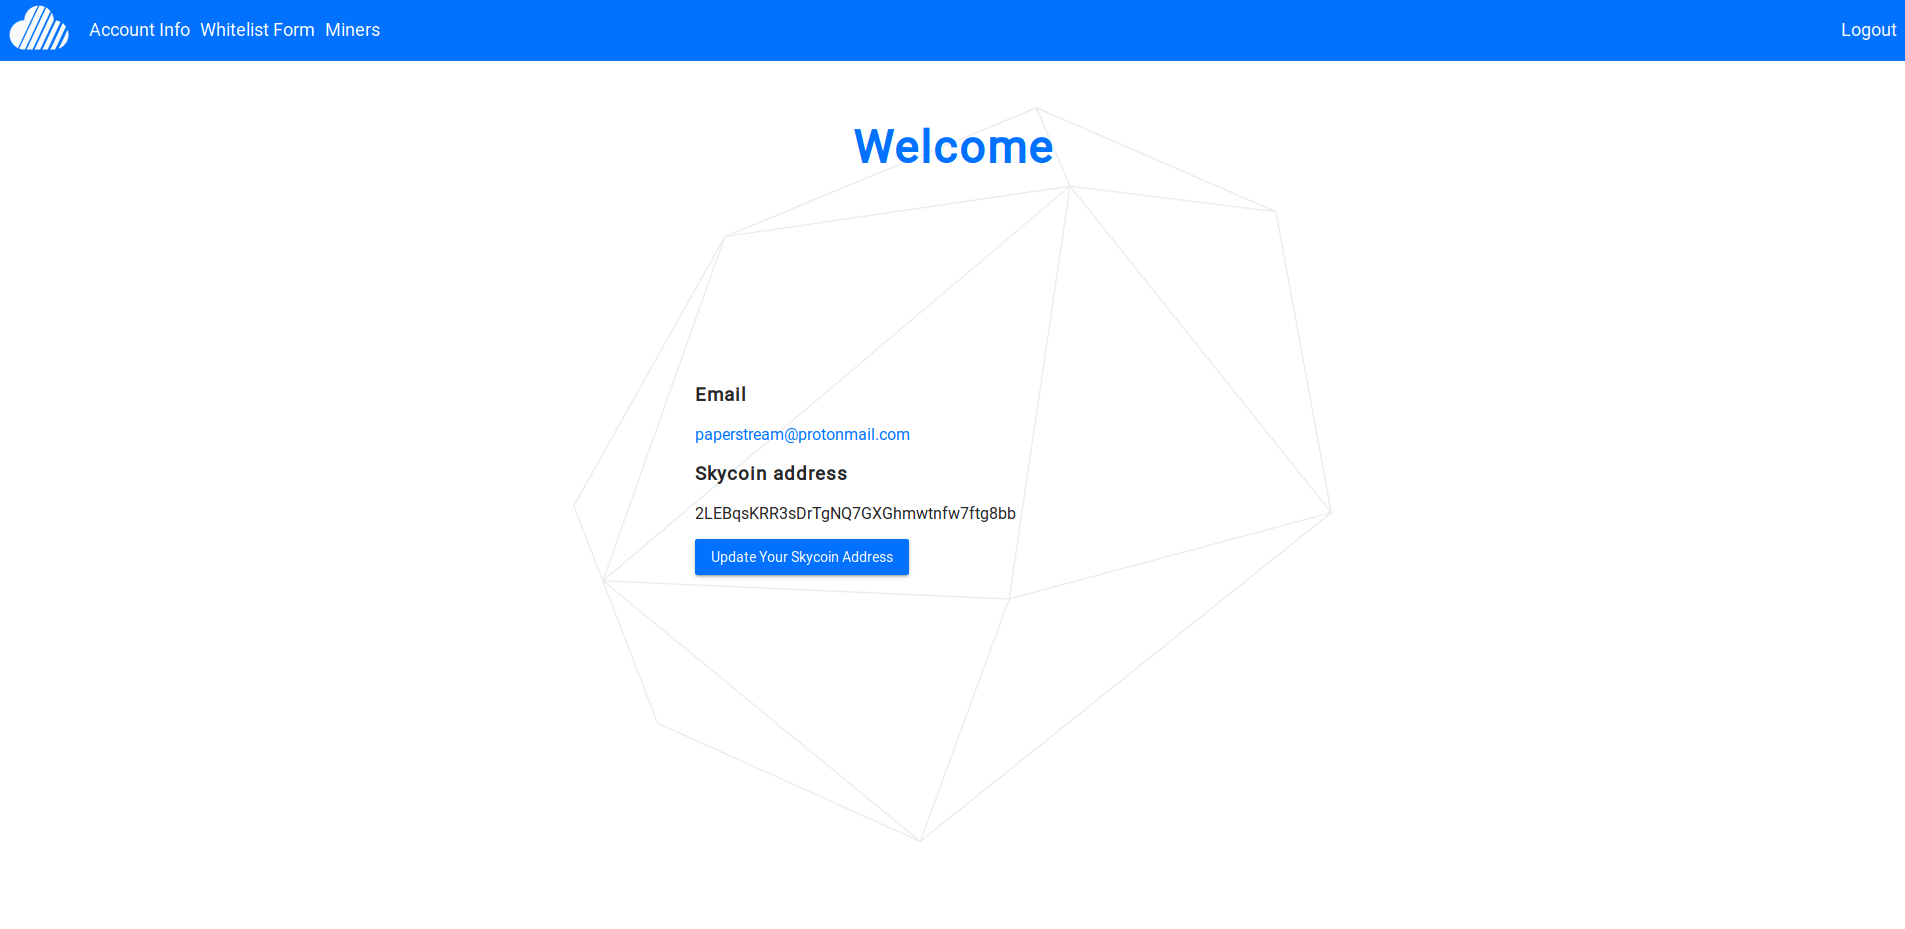 Account Info Whitelist Form Miners Logout
Welcome
Email
paperstream@protonmail.com
Skycoin address
2LEBqsKRR3sDrTgNQ7GXGhmwtnfw7ftg8bb
Update Your Skycoin Address